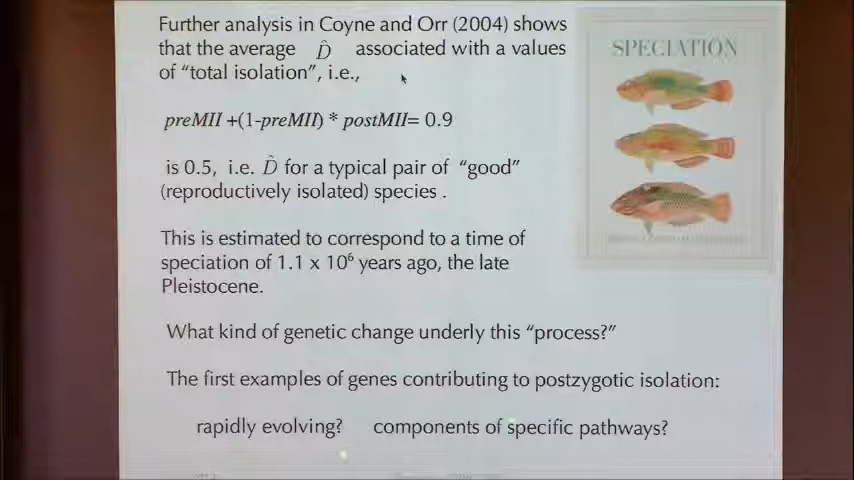 Further analysis in Coyne and Orr (2004) shows
that the average D̂ associated with a values
of “total isolation”, i.e.,
preMII +(1-preMII) * postMII= 0.9
is 0.5, i.e. D̂ for a typical pair of “good”
(reproductively isolated) species .
This is estimated to correspond to a time of
speciation of 1.1 x 10⁶ years ago, the late
Pleistocene.
What kind of genetic change underly this “process?”
The first examples of genes contributing to postzygotic isolation:
rapidly evolving? components of specific pathways?
SPECIATION